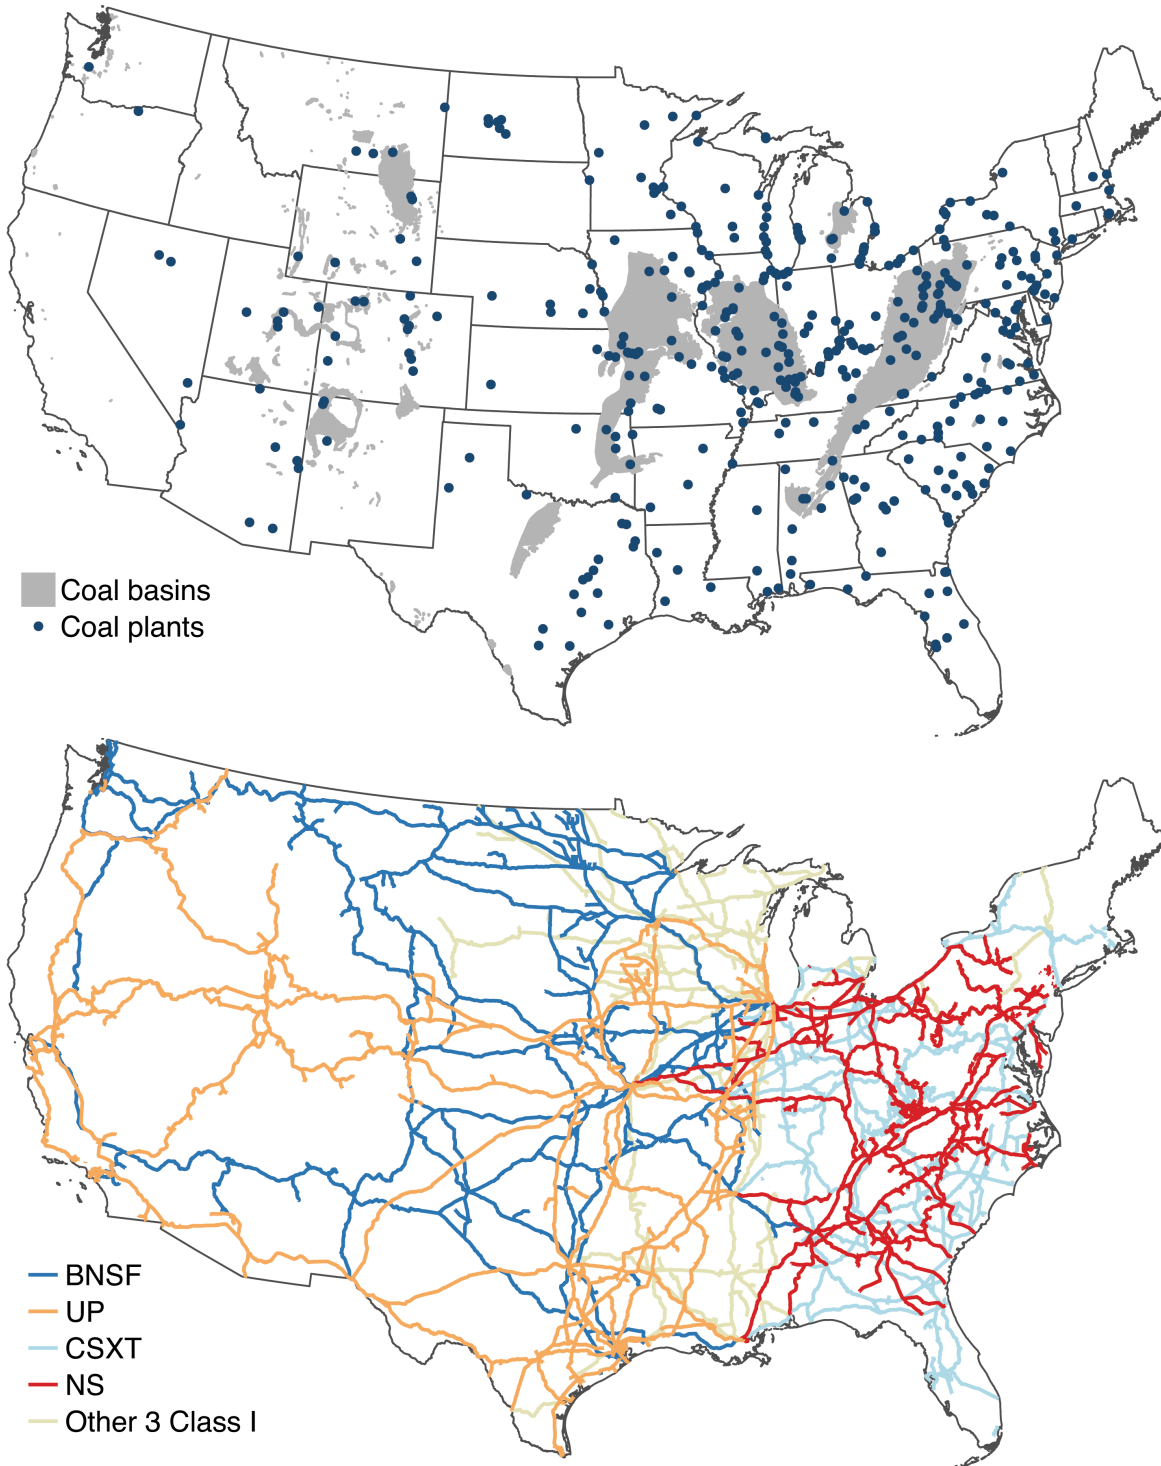 Coal basins
Coal plants
BNSF
UP
CSXT
NS
Other 3 Class I